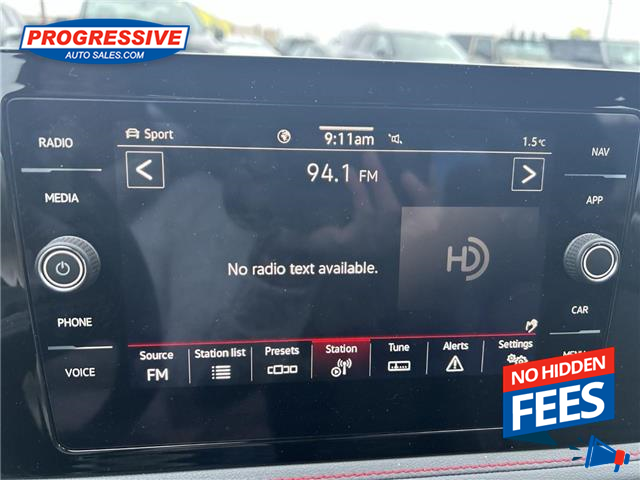 PROGRESSIVE
AUTO SALES.COM
RADIO
MEDIA
PHONE
VOICE
Sport
9:11am
1.5°C
94.1 FM
No radio text available.
HD
Source
FM
Station list
Presets
Station
Tune
Alerts
Settings
NAV
APP
CAR
MENU
NO HIDDEN
FEES